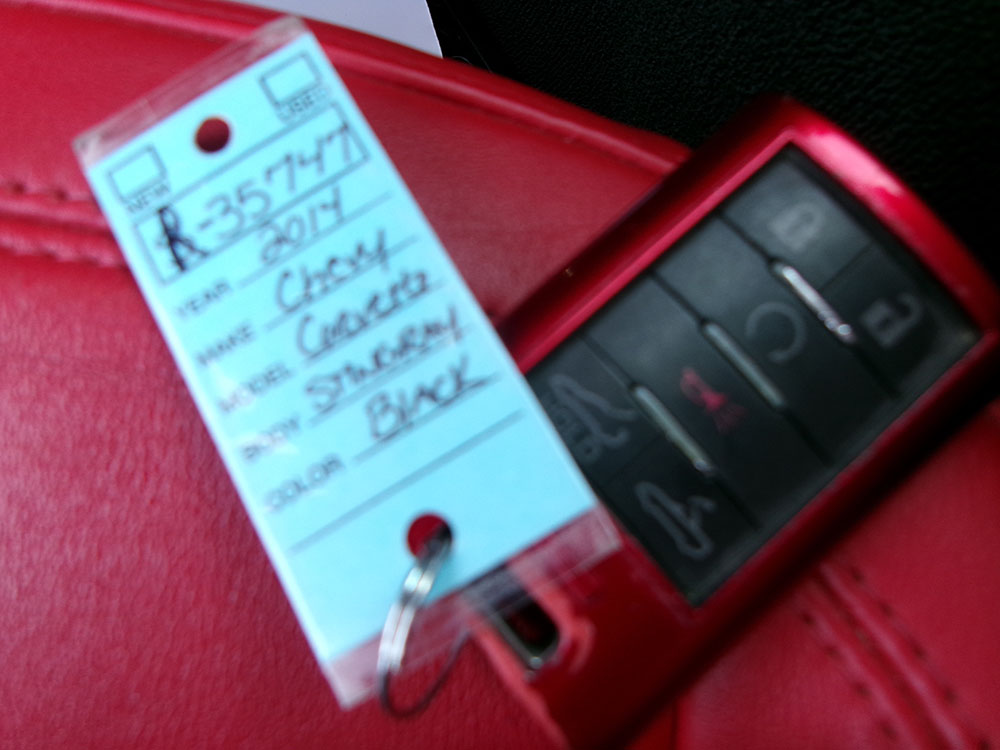 USED
NEW
R-35747
YEAR 2014
MAKE Chevy
MODEL Corvette
BODY STINGRAY
COLOR BLACK